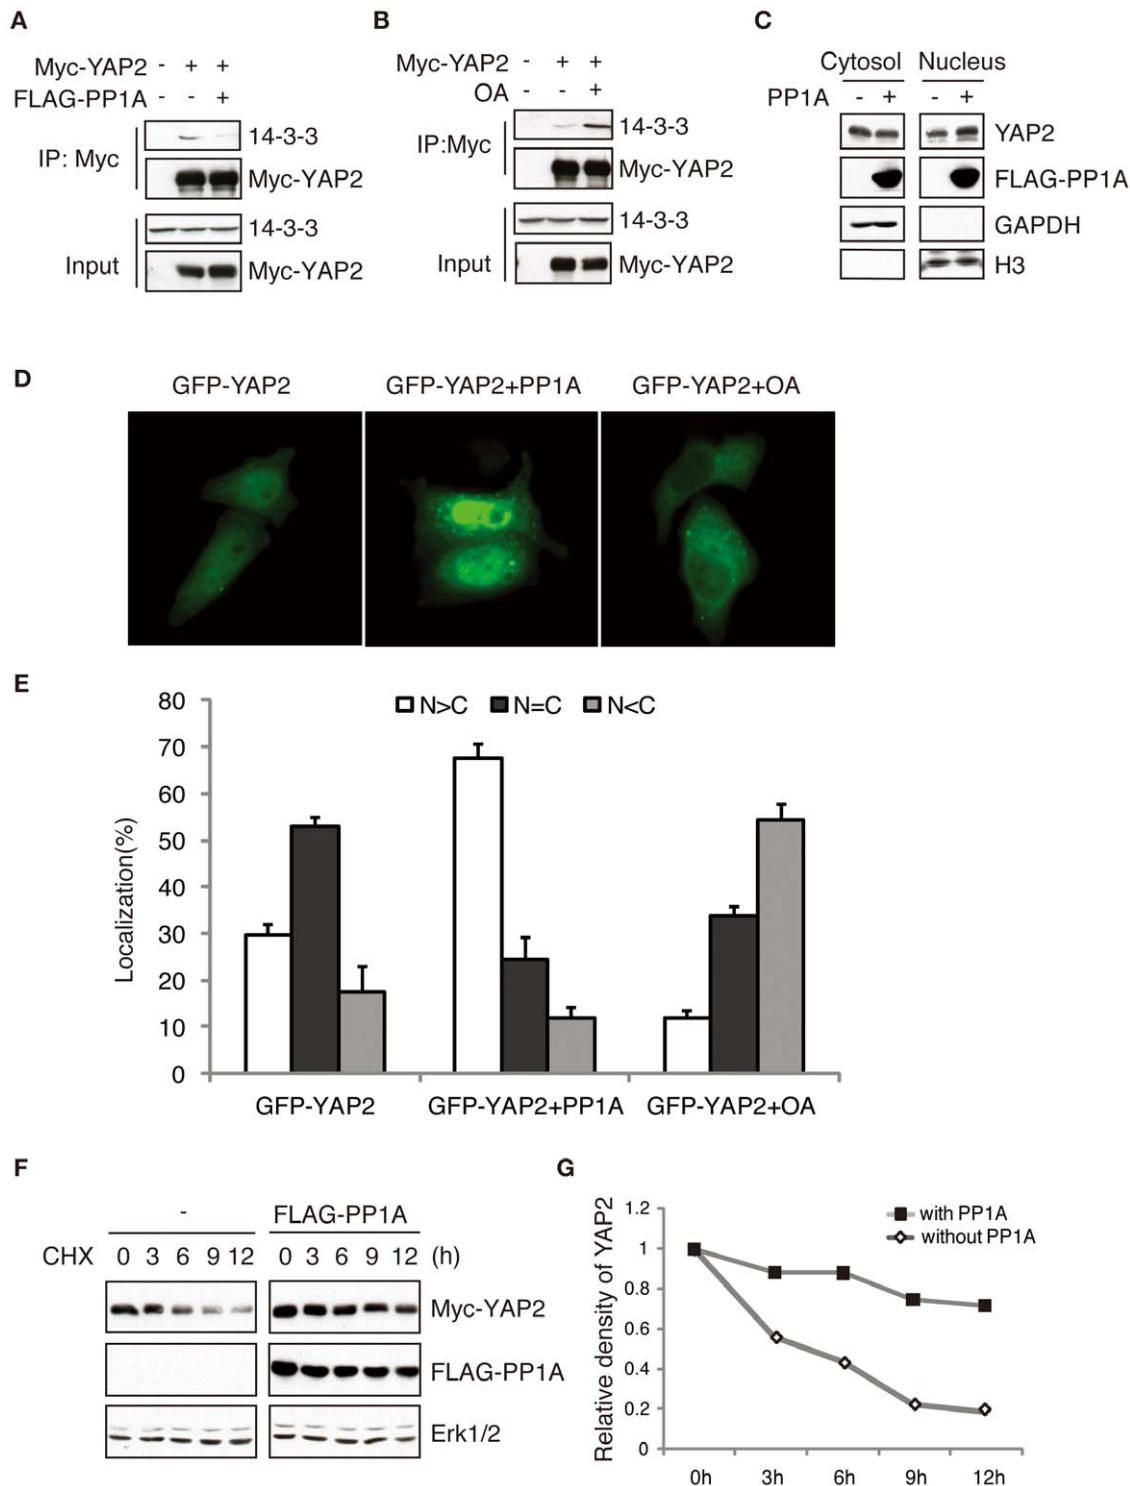 A
Myc-YAP2 - + +
FLAG-PP1A - - +
IP: Myc
14-3-3
Myc-YAP2
Input
14-3-3
Myc-YAP2
B
Myc-YAP2 - + +
OA - - +
IP:Myc
14-3-3
Myc-YAP2
Input
14-3-3
Myc-YAP2
C
Cytosol Nucleus
PP1A - + - +
YAP2
FLAG-PP1A
GAPDH
H3
D
GFP-YAP2 GFP-YAP2+PP1A GFP-YAP2+OA
E
N>C N=C N<C
Localization(%)
80
70
60
50
40
30
20
10
0
GFP-YAP2 GFP-YAP2+PP1A GFP-YAP2+OA
F
- FLAG-PP1A
CHX 0 3 6 9 12 0 3 6 9 12 (h)
Myc-YAP2
FLAG-PP1A
Erk1/2
G
with PP1A
without PP1A
Relative density of YAP2
1.2
1
0.8
0.6
0.4
0.2
0
0h 3h 6h 9h 12h